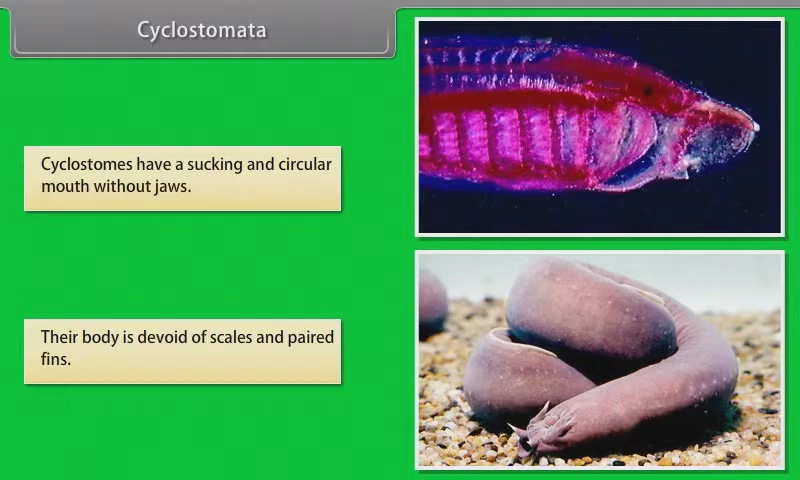 Cyclostomata
Cyclostomes have a sucking and circular
mouth without jaws.
Their body is devoid of scales and paired
fins.